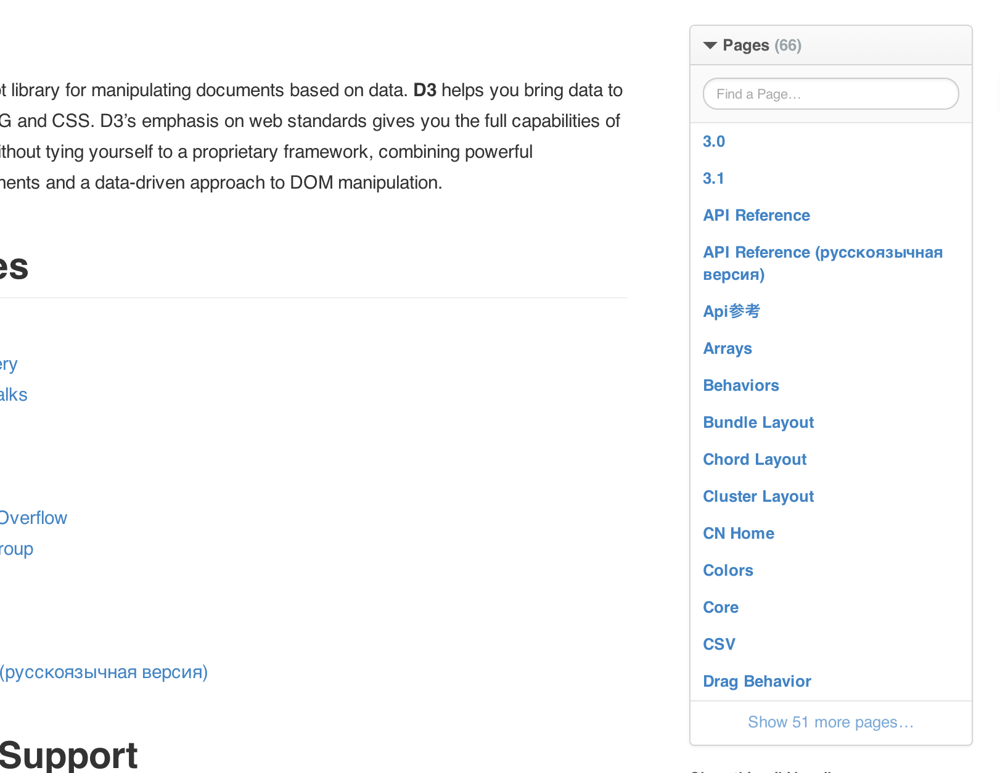 t library for manipulating documents based on data. D3 helps you bring data to
G and CSS. D3’s emphasis on web standards gives you the full capabilities of
ithout tying yourself to a proprietary framework, combining powerful
nents and a data-driven approach to DOM manipulation.
es
ery
alks
Overflow
roup
(русскоязычная версия)
Support
Pages (66)
Find a Page…
3.0
3.1
API Reference
API Reference (русскоязычная
версия)
Api参考
Arrays
Behaviors
Bundle Layout
Chord Layout
Cluster Layout
CN Home
Colors
Core
CSV
Drag Behavior
Show 51 more pages…